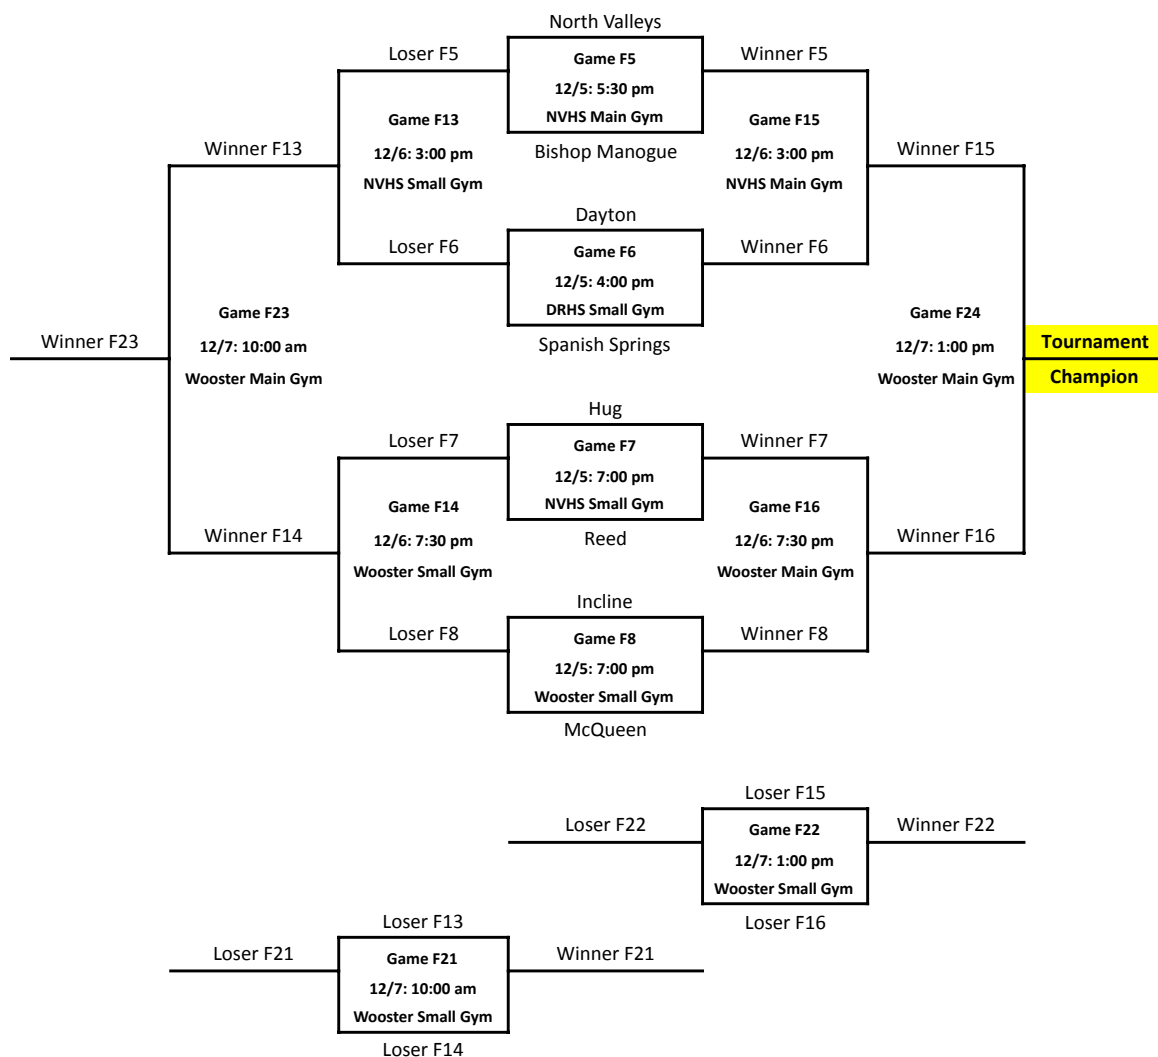 North Valleys
Loser F5
Game F5
Winner F5
12/5: 5:30 pm
NVHS Main Gym
Game F13
Game F15
Winner F13
12/6: 3:00 pm
Bishop Manogue
12/6: 3:00 pm
Winner F15
NVHS Small Gym
NVHS Main Gym
Dayton
Loser F6
Game F6
Winner F6
12/5: 4:00 pm
DRHS Small Gym
Game F23
Game F24
Winner F23
12/7: 10:00 am
Spanish Springs
12/7: 1:00 pm
Tournament
Wooster Main Gym
Wooster Main Gym
Champion
Hug
Loser F7
Game F7
Winner F7
12/5: 7:00 pm
NVHS Small Gym
Game F14
Game F16
Winner F14
12/6: 7:30 pm
Reed
12/6: 7:30 pm
Winner F16
Wooster Small Gym
Wooster Main Gym
Incline
Loser F8
Game F8
Winner F8
12/5: 7:00 pm
Wooster Small Gym
McQueen
Loser F15
Loser F22
Game F22
Winner F22
12/7: 1:00 pm
Wooster Small Gym
Loser F16
Loser F13
Loser F21
Game F21
Winner F21
12/7: 10:00 am
Wooster Small Gym
Loser F14